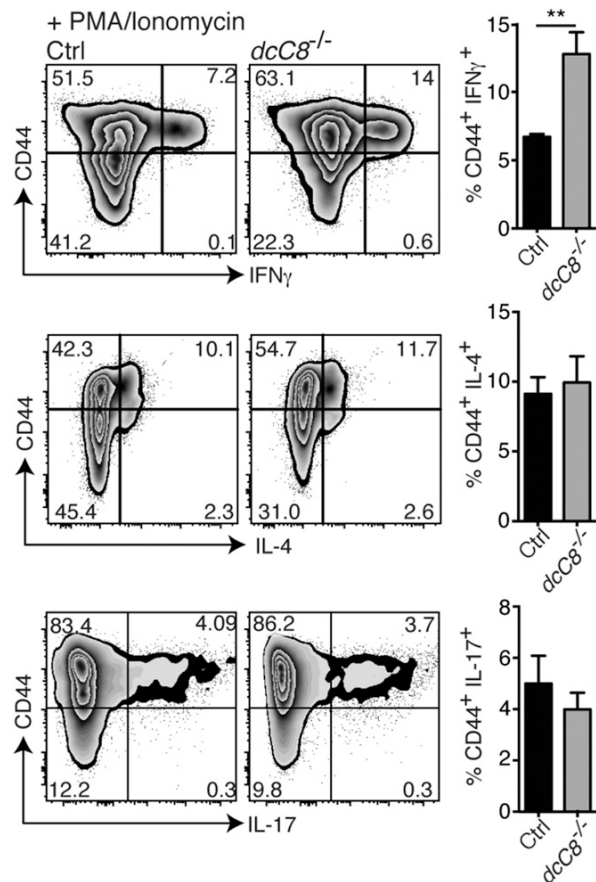 + PMA/Ionomycin
Ctrl
dcC8-/-
51.5
7.2
41.2
0.1
63.1
14
22.3
0.6
CD44
IFNγ
**
% CD44+ IFNγ+
15
10
5
0
Ctrl
dcC8-/-
42.3
10.1
45.4
2.3
54.7
11.7
31.0
2.6
CD44
IL-4
% CD44+ IL-4+
15
10
5
0
Ctrl
dcC8-/-
83.4
4.09
12.2
0.3
86.2
3.7
9.8
0.3
CD44
IL-17
% CD44+ IL-17+
8
6
4
2
0
Ctrl
dcC8-/-